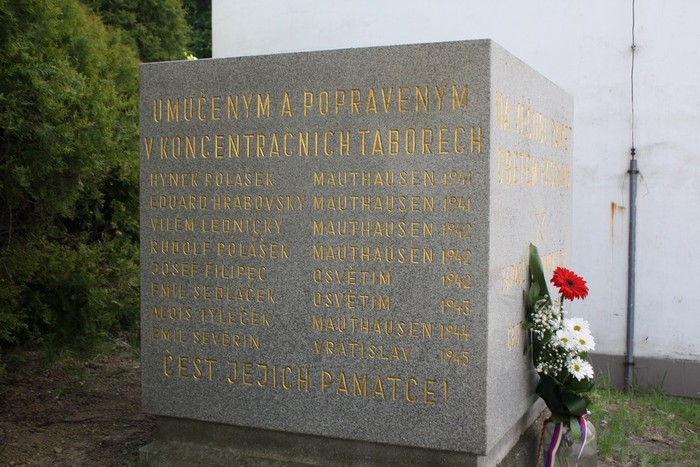 UMUČENÝM A POPRAVENÝM
V KONCENTRAČNÍCH TÁBORECH
HYNEK POLÁŠEK MAUTHAUSEN 1941
EDUARD HRABOVSKÝ MAUTHAUSEN 1941
VILÉM LEDNICKÝ MAUTHAUSEN 1942
RUDOLF POLÁŠEK MAUTHAUSEN 1942
JOSEF FILIPEC OSVĚTIM 1942
EMIL SEDLÁČEK OSVĚTIM 1943
ALOIS TYLEČEK MAUTHAUSEN 1944
EMIL SEVERIN VRATISLAV 1945
ČEST JEJICH PAMÁTCE!